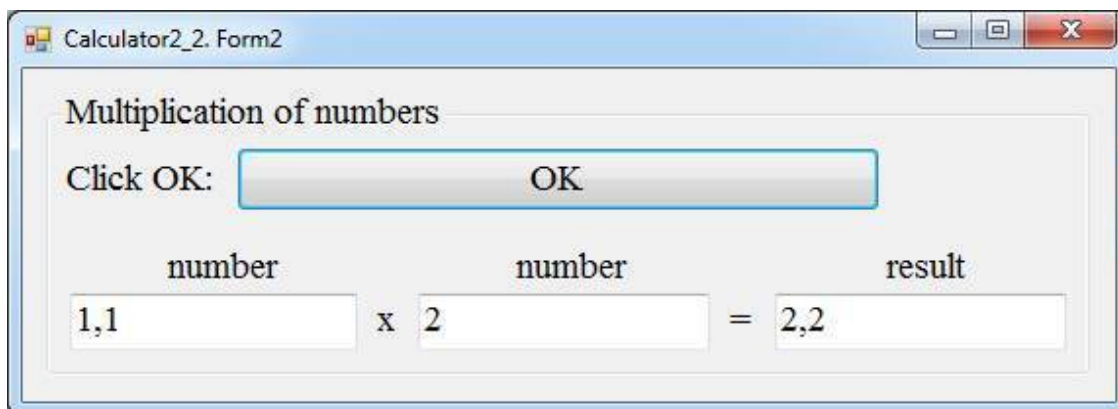 Calculator2_2. Form2
Multiplication of numbers
Click OK: OK
number number result
1,1 x 2 = 2,2